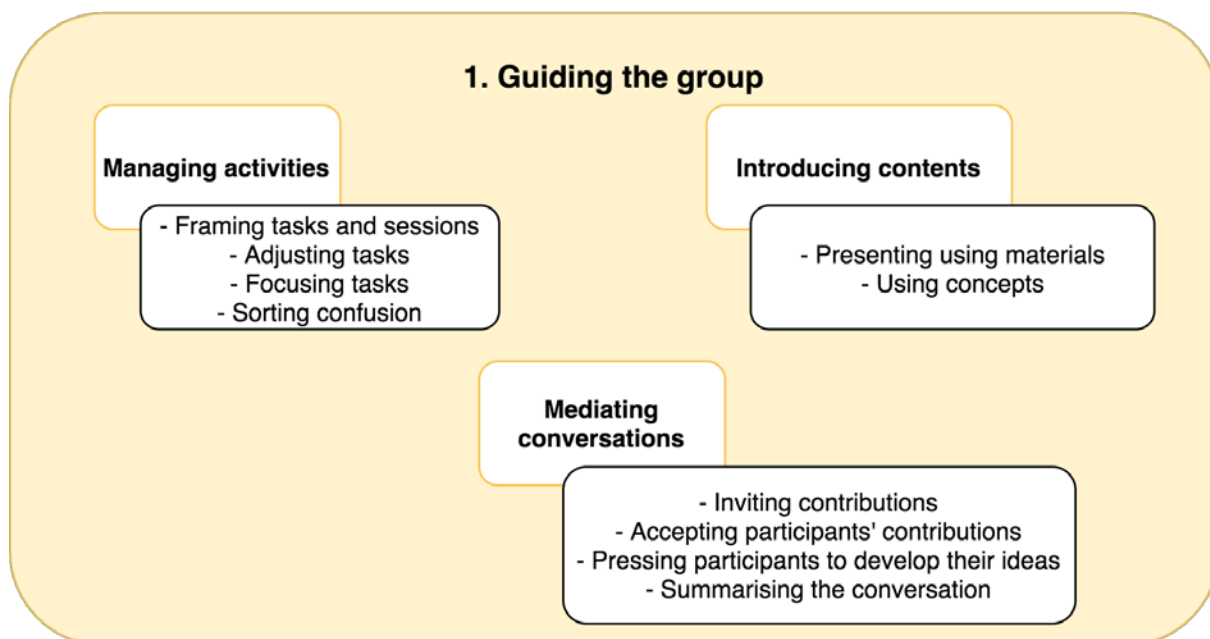 1. Guiding the group
Managing activities
- Framing tasks and sessions
- Adjusting tasks
- Focusing tasks
- Sorting confusion
Introducing contents
- Presenting using materials
- Using concepts
Mediating
conversations
- Inviting contributions
- Accepting participants' contributions
- Pressing participants to develop their ideas
- Summarising the conversation